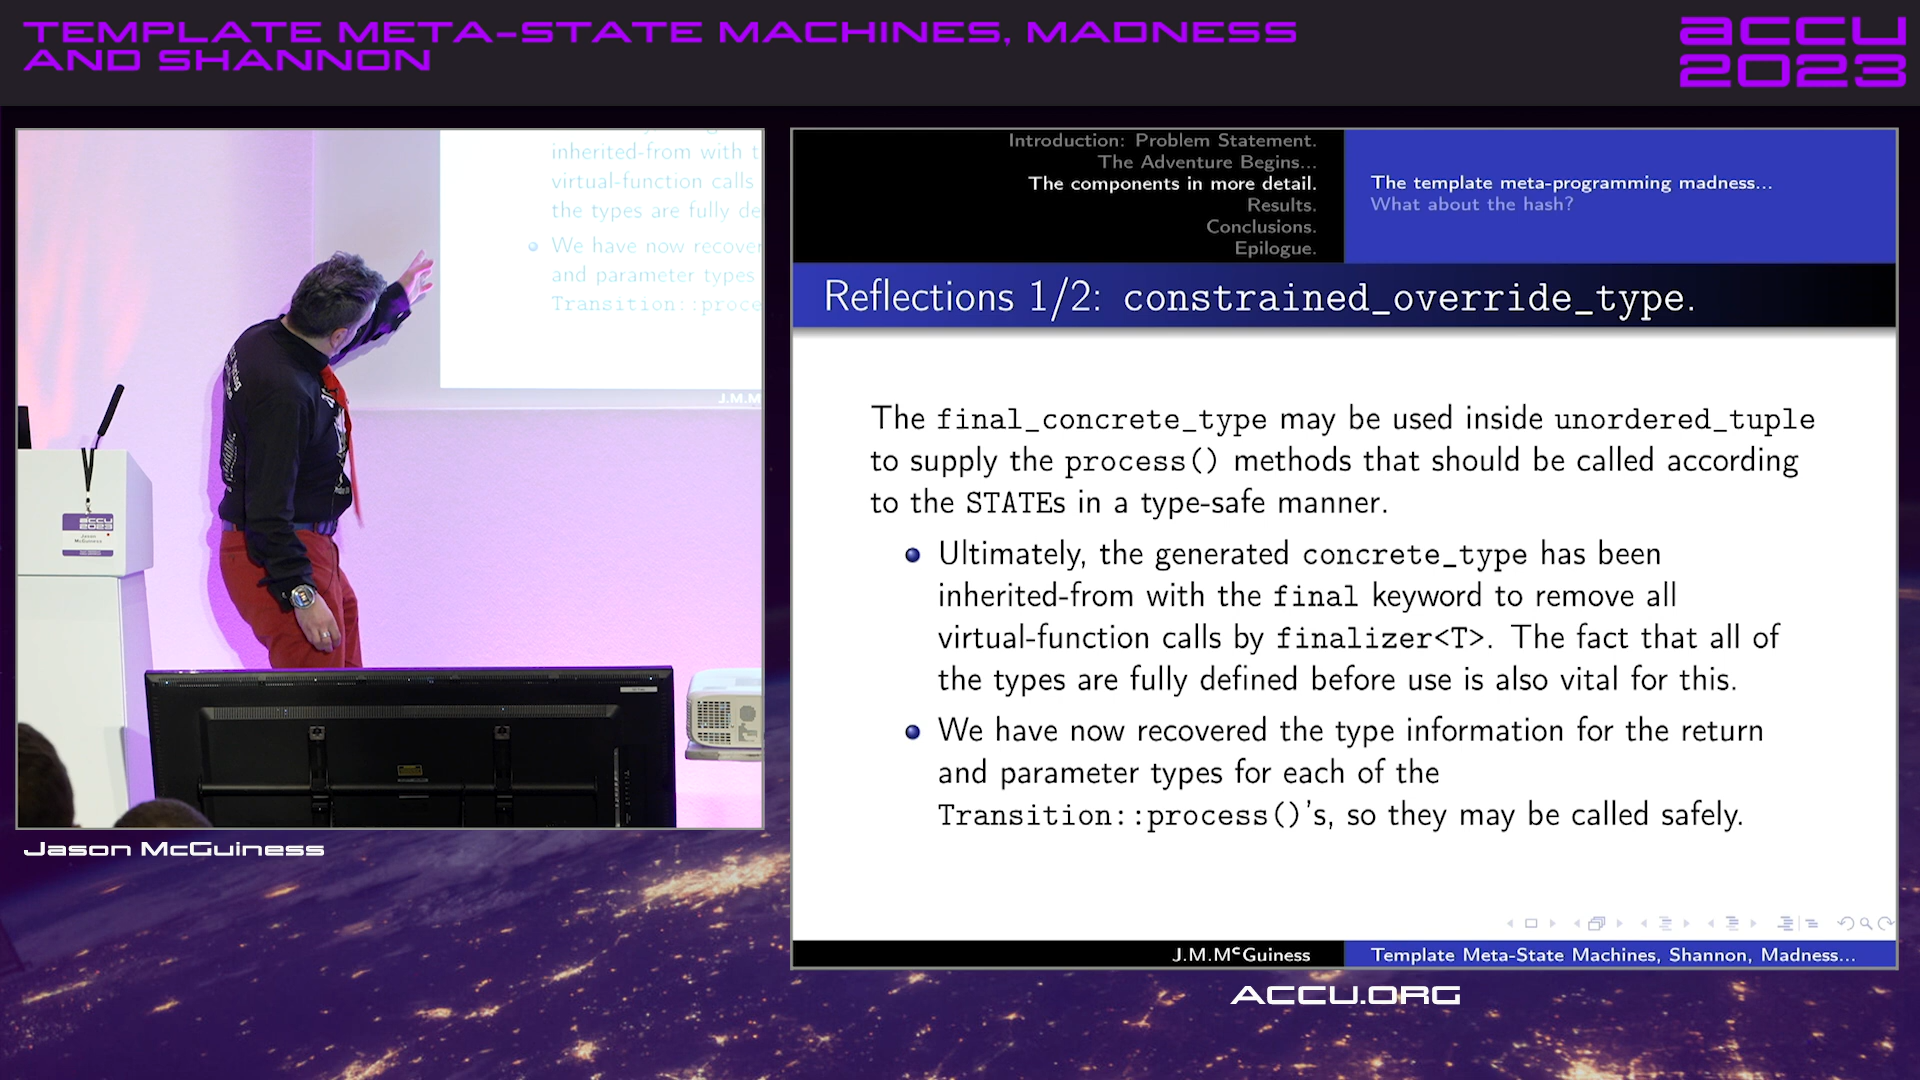 TEMPLATE META-STATE MACHINES, MADNESS
AND SHANNON
accu
2023
inherited-from with t
virtual-function calls
the types are fully de
We have now recover
and parameter types
Transition::proce
J.M.M
accu
2023
Jason
McGuiness
Jason McGuiness
Introduction: Problem Statement.
The Adventure Begins...
The components in more detail.
Results.
Conclusions.
Epilogue.
The template meta-programming madness...
What about the hash?
Reflections 1/2: constrained_override_type.
The final_concrete_type may be used inside unordered_tuple
to supply the process() methods that should be called according
to the STATEs in a type-safe manner.
Ultimately, the generated concrete_type has been
inherited-from with the final keyword to remove all
virtual-function calls by finalizer<T>. The fact that all of
the types are fully defined before use is also vital for this.
We have now recovered the type information for the return
and parameter types for each of the
Transition::process()'s, so they may be called safely.
J.M.McGuiness
Template Meta-State Machines, Shannon, Madness...
ACCU.ORG